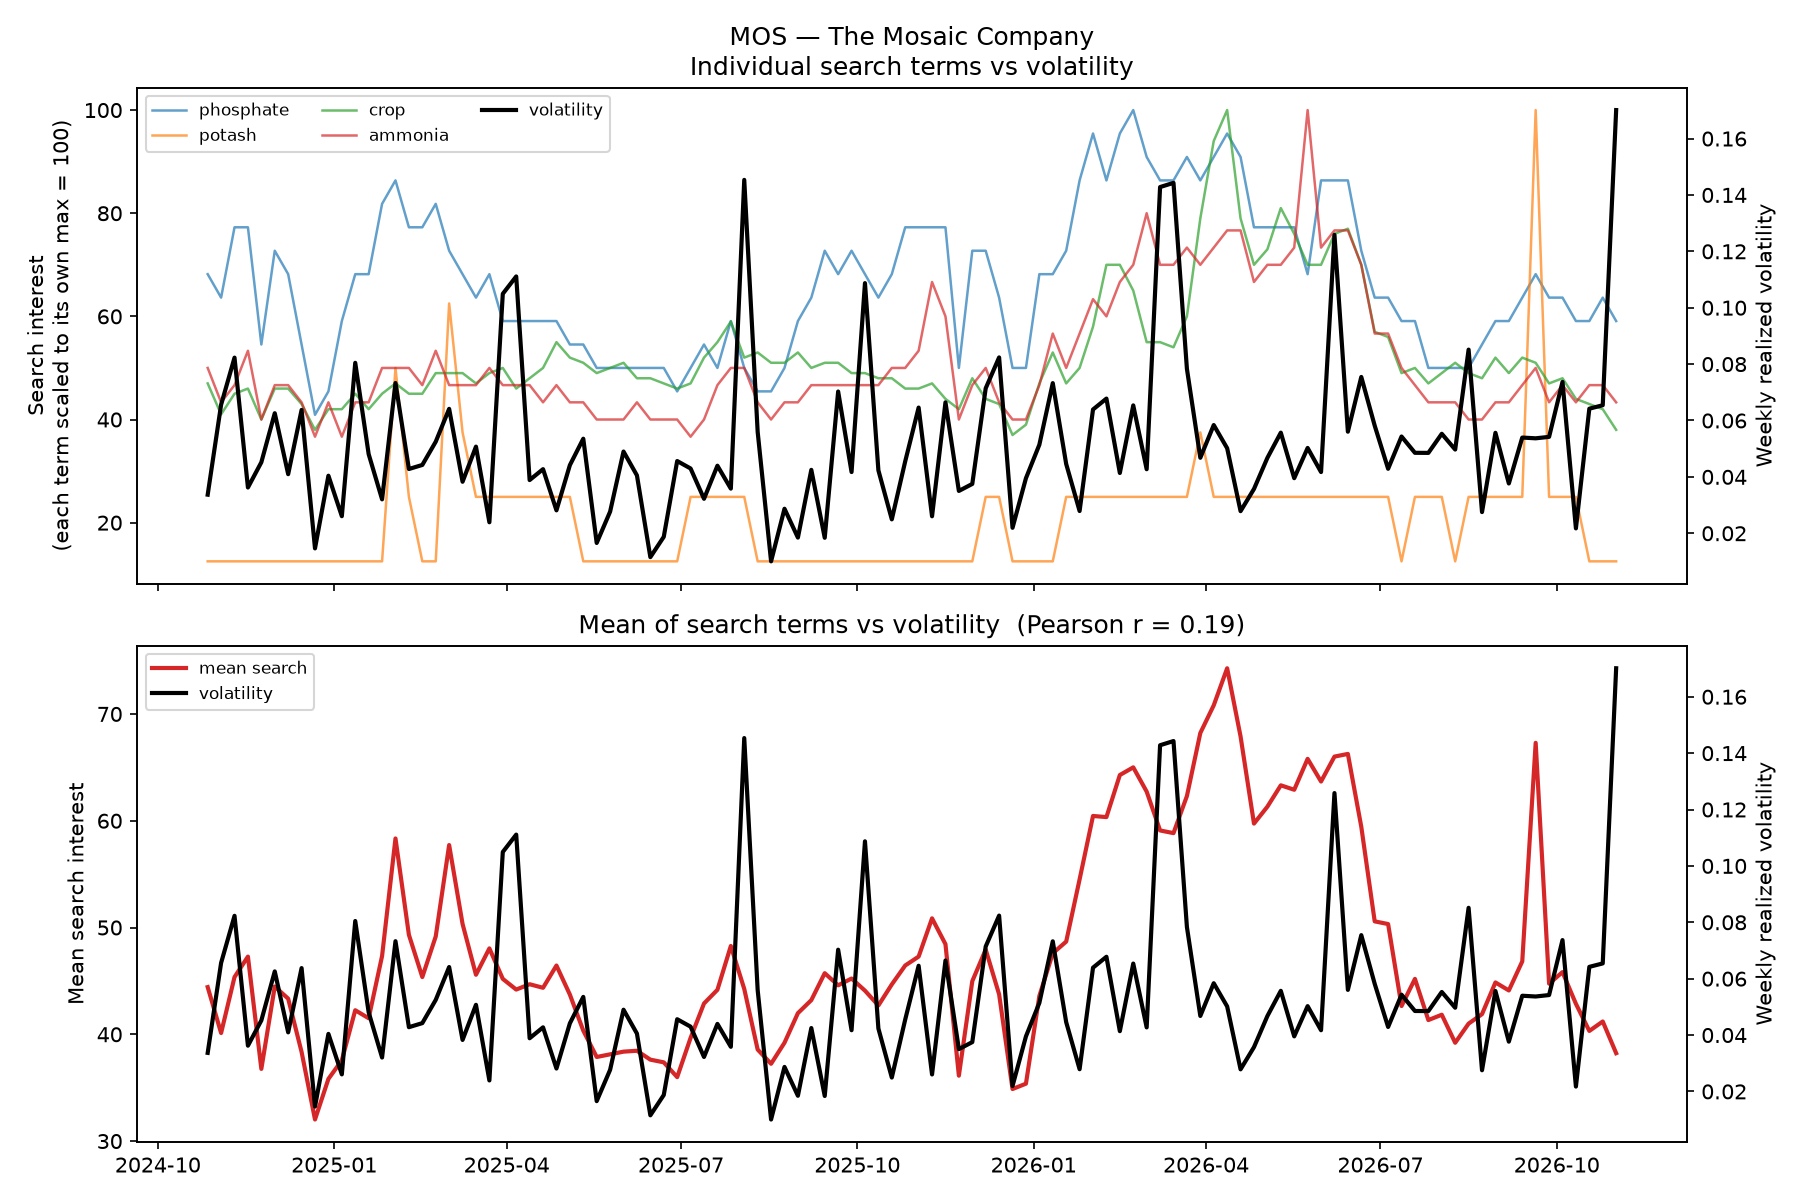 MOS — The Mosaic Company
Individual search terms vs volatility
phosphate
potash
crop
ammonia
volatility
Search interest
(each term scaled to its own max = 100)
100
80
60
40
20
0.16
0.14
0.12
0.10
0.08
0.06
0.04
0.02
Weekly realized volatility
Mean of search terms vs volatility (Pearson r = 0.19)
mean search
volatility
Mean search interest
70
60
50
40
30
0.16
0.14
0.12
0.10
0.08
0.06
0.04
0.02
Weekly realized volatility
2024-10 2025-01 2025-04 2025-07 2025-10 2026-01 2026-04 2026-07 2026-10